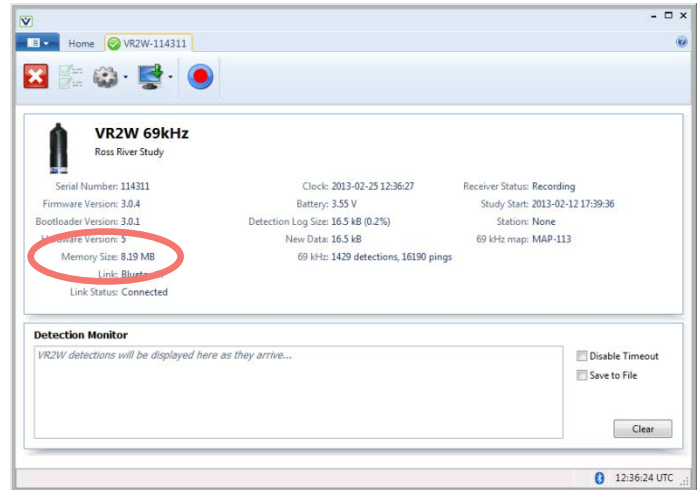 Home
VR2W-114311
VR2W 69kHz
Ross River Study
Serial Number: 114311
Firmware Version: 3.0.4
Bootloader Version: 3.0.1
Hardware Version: 5
Memory Size: 8.19 MB
Link: Bluetooth
Link Status: Connected
Clock: 2013-02-25 12:36:27
Battery: 3.55 V
Detection Log Size: 16.5 kB (0.2%)
New Data: 16.5 kB
69 kHz: 1429 detections, 16190 pings
Receiver Status: Recording
Study Start: 2013-02-12 17:39:36
Station: None
69 kHz map: MAP-113
Detection Monitor
VR2W detections will be displayed here as they arrive...
Disable Timeout
Save to File
Clear
12:36:24 UTC